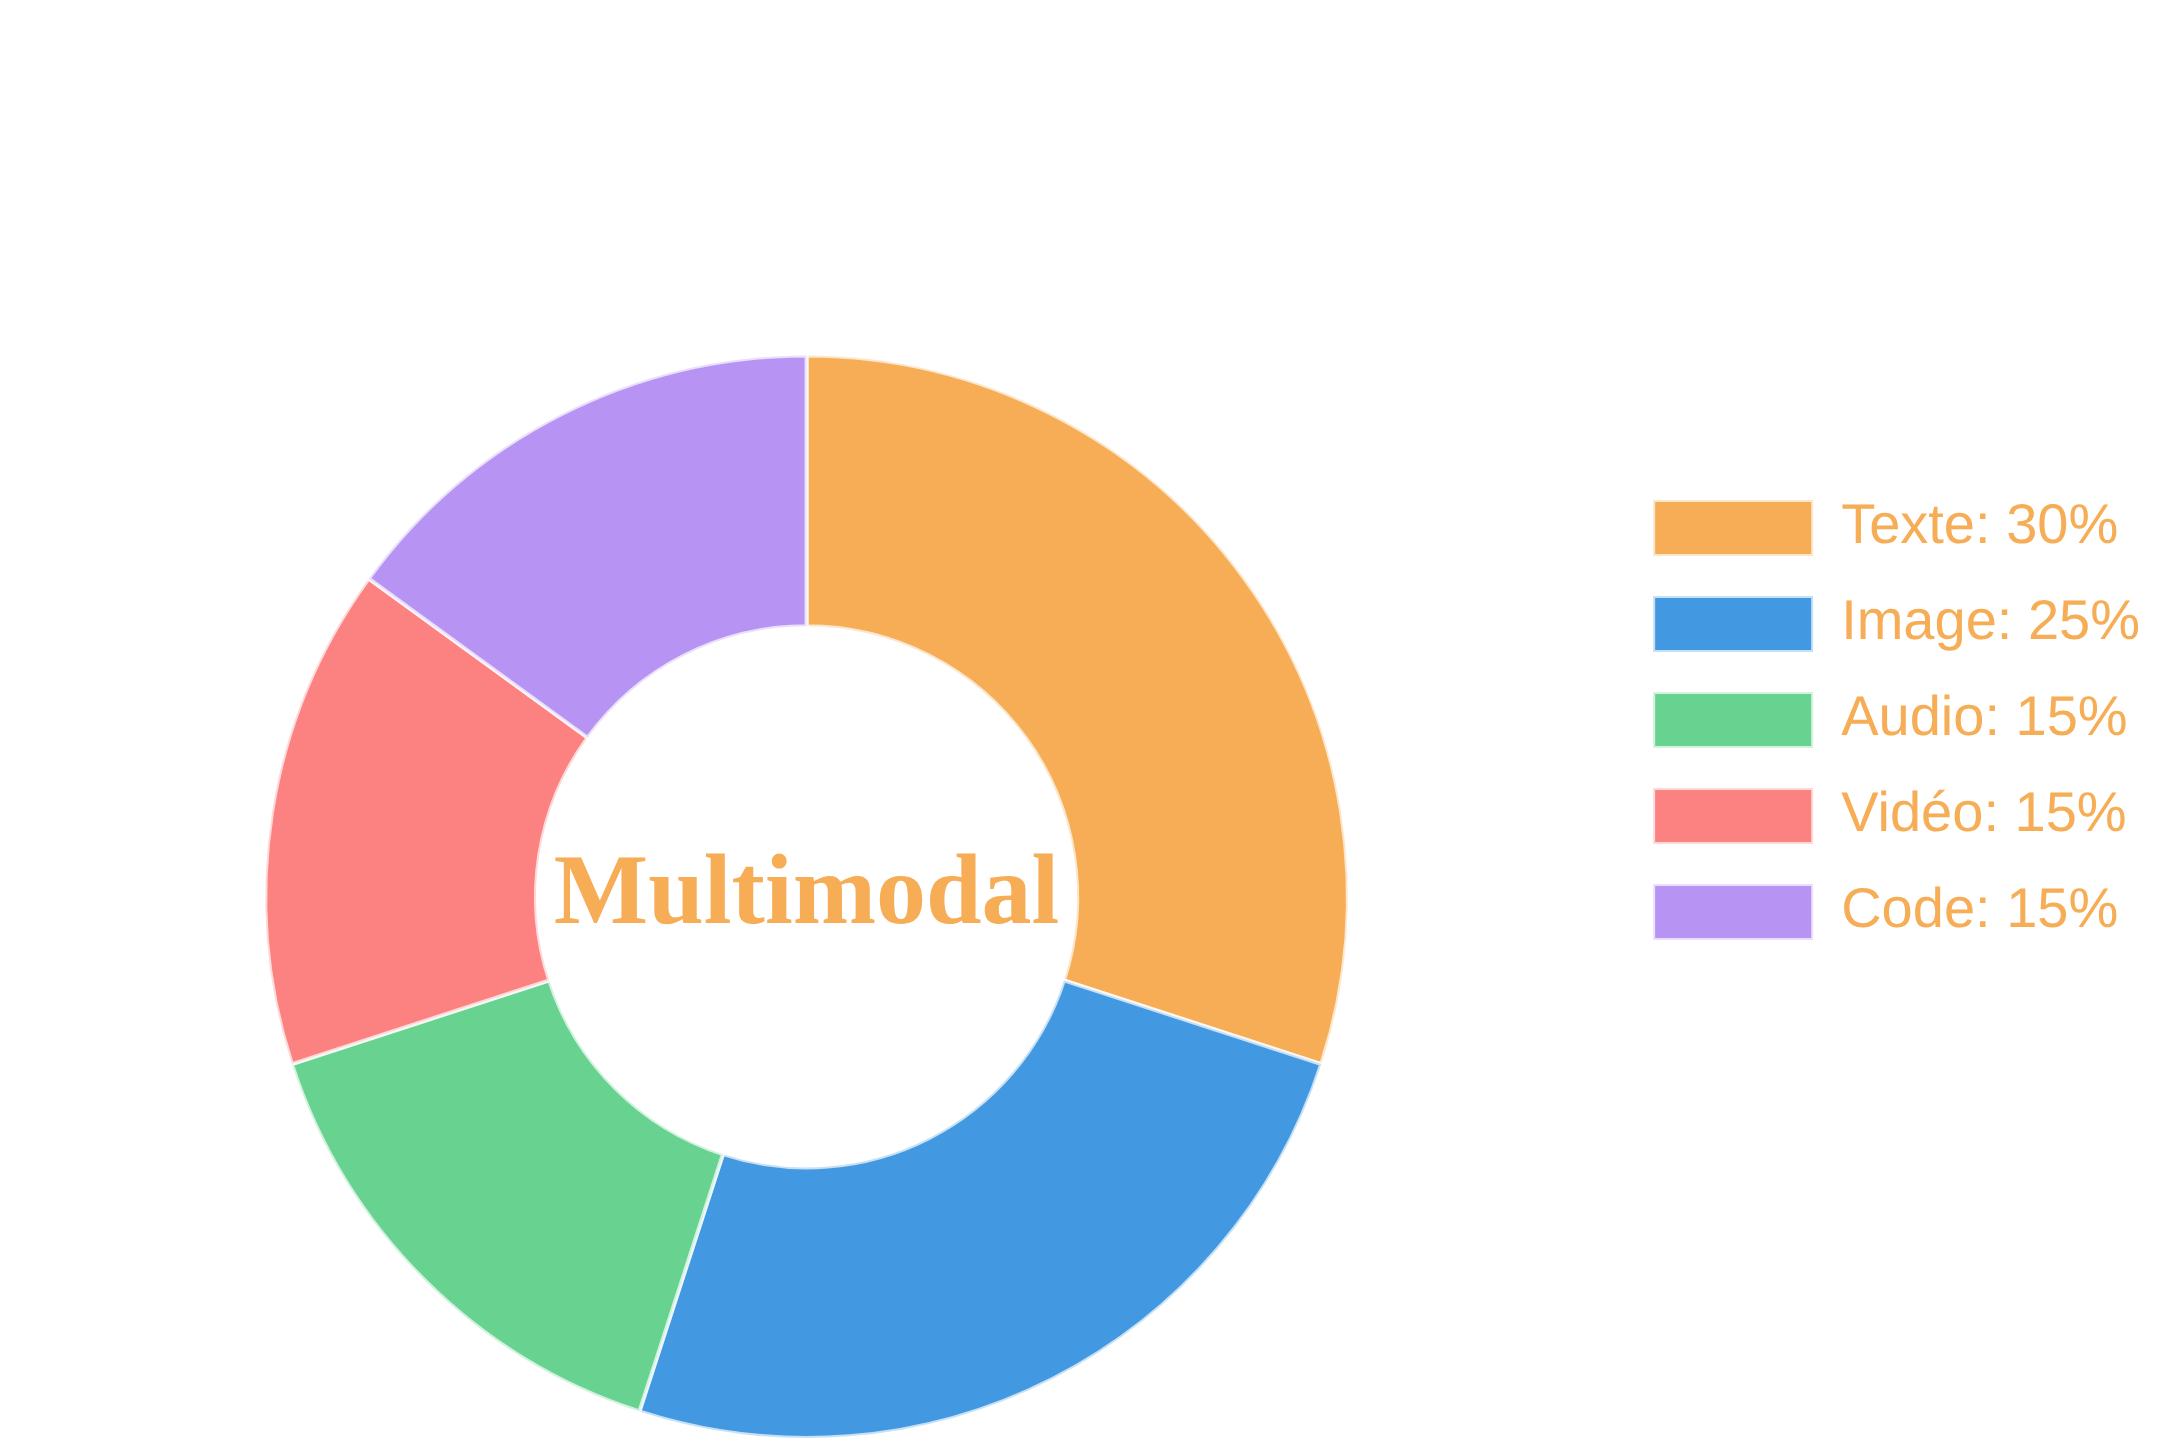 Multimodal
Texte: 30%
Image: 25%
Audio: 15%
Vidéo: 15%
Code: 15%